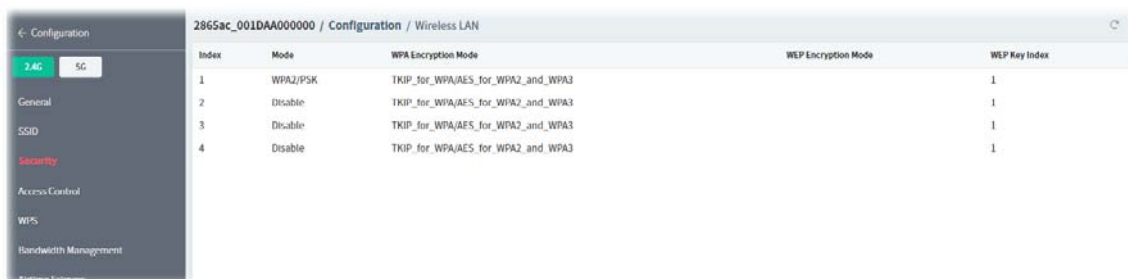 ← Configuration
2865ac_001DAA000000 / Configuration / Wireless LAN
2.4G 5G
General
SSID
Security
Access Control
WPS
Bandwidth Management
Index Mode WPA Encryption Mode WEP Encryption Mode WEP Key Index
1 WPA2/PSK TKIP_for_WPA/AES_for_WPA2_and_WPA3 1
2 Disable TKIP_for_WPA/AES_for_WPA2_and_WPA3 1
3 Disable TKIP_for_WPA/AES_for_WPA2_and_WPA3 1
4 Disable TKIP_for_WPA/AES_for_WPA2_and_WPA3 1